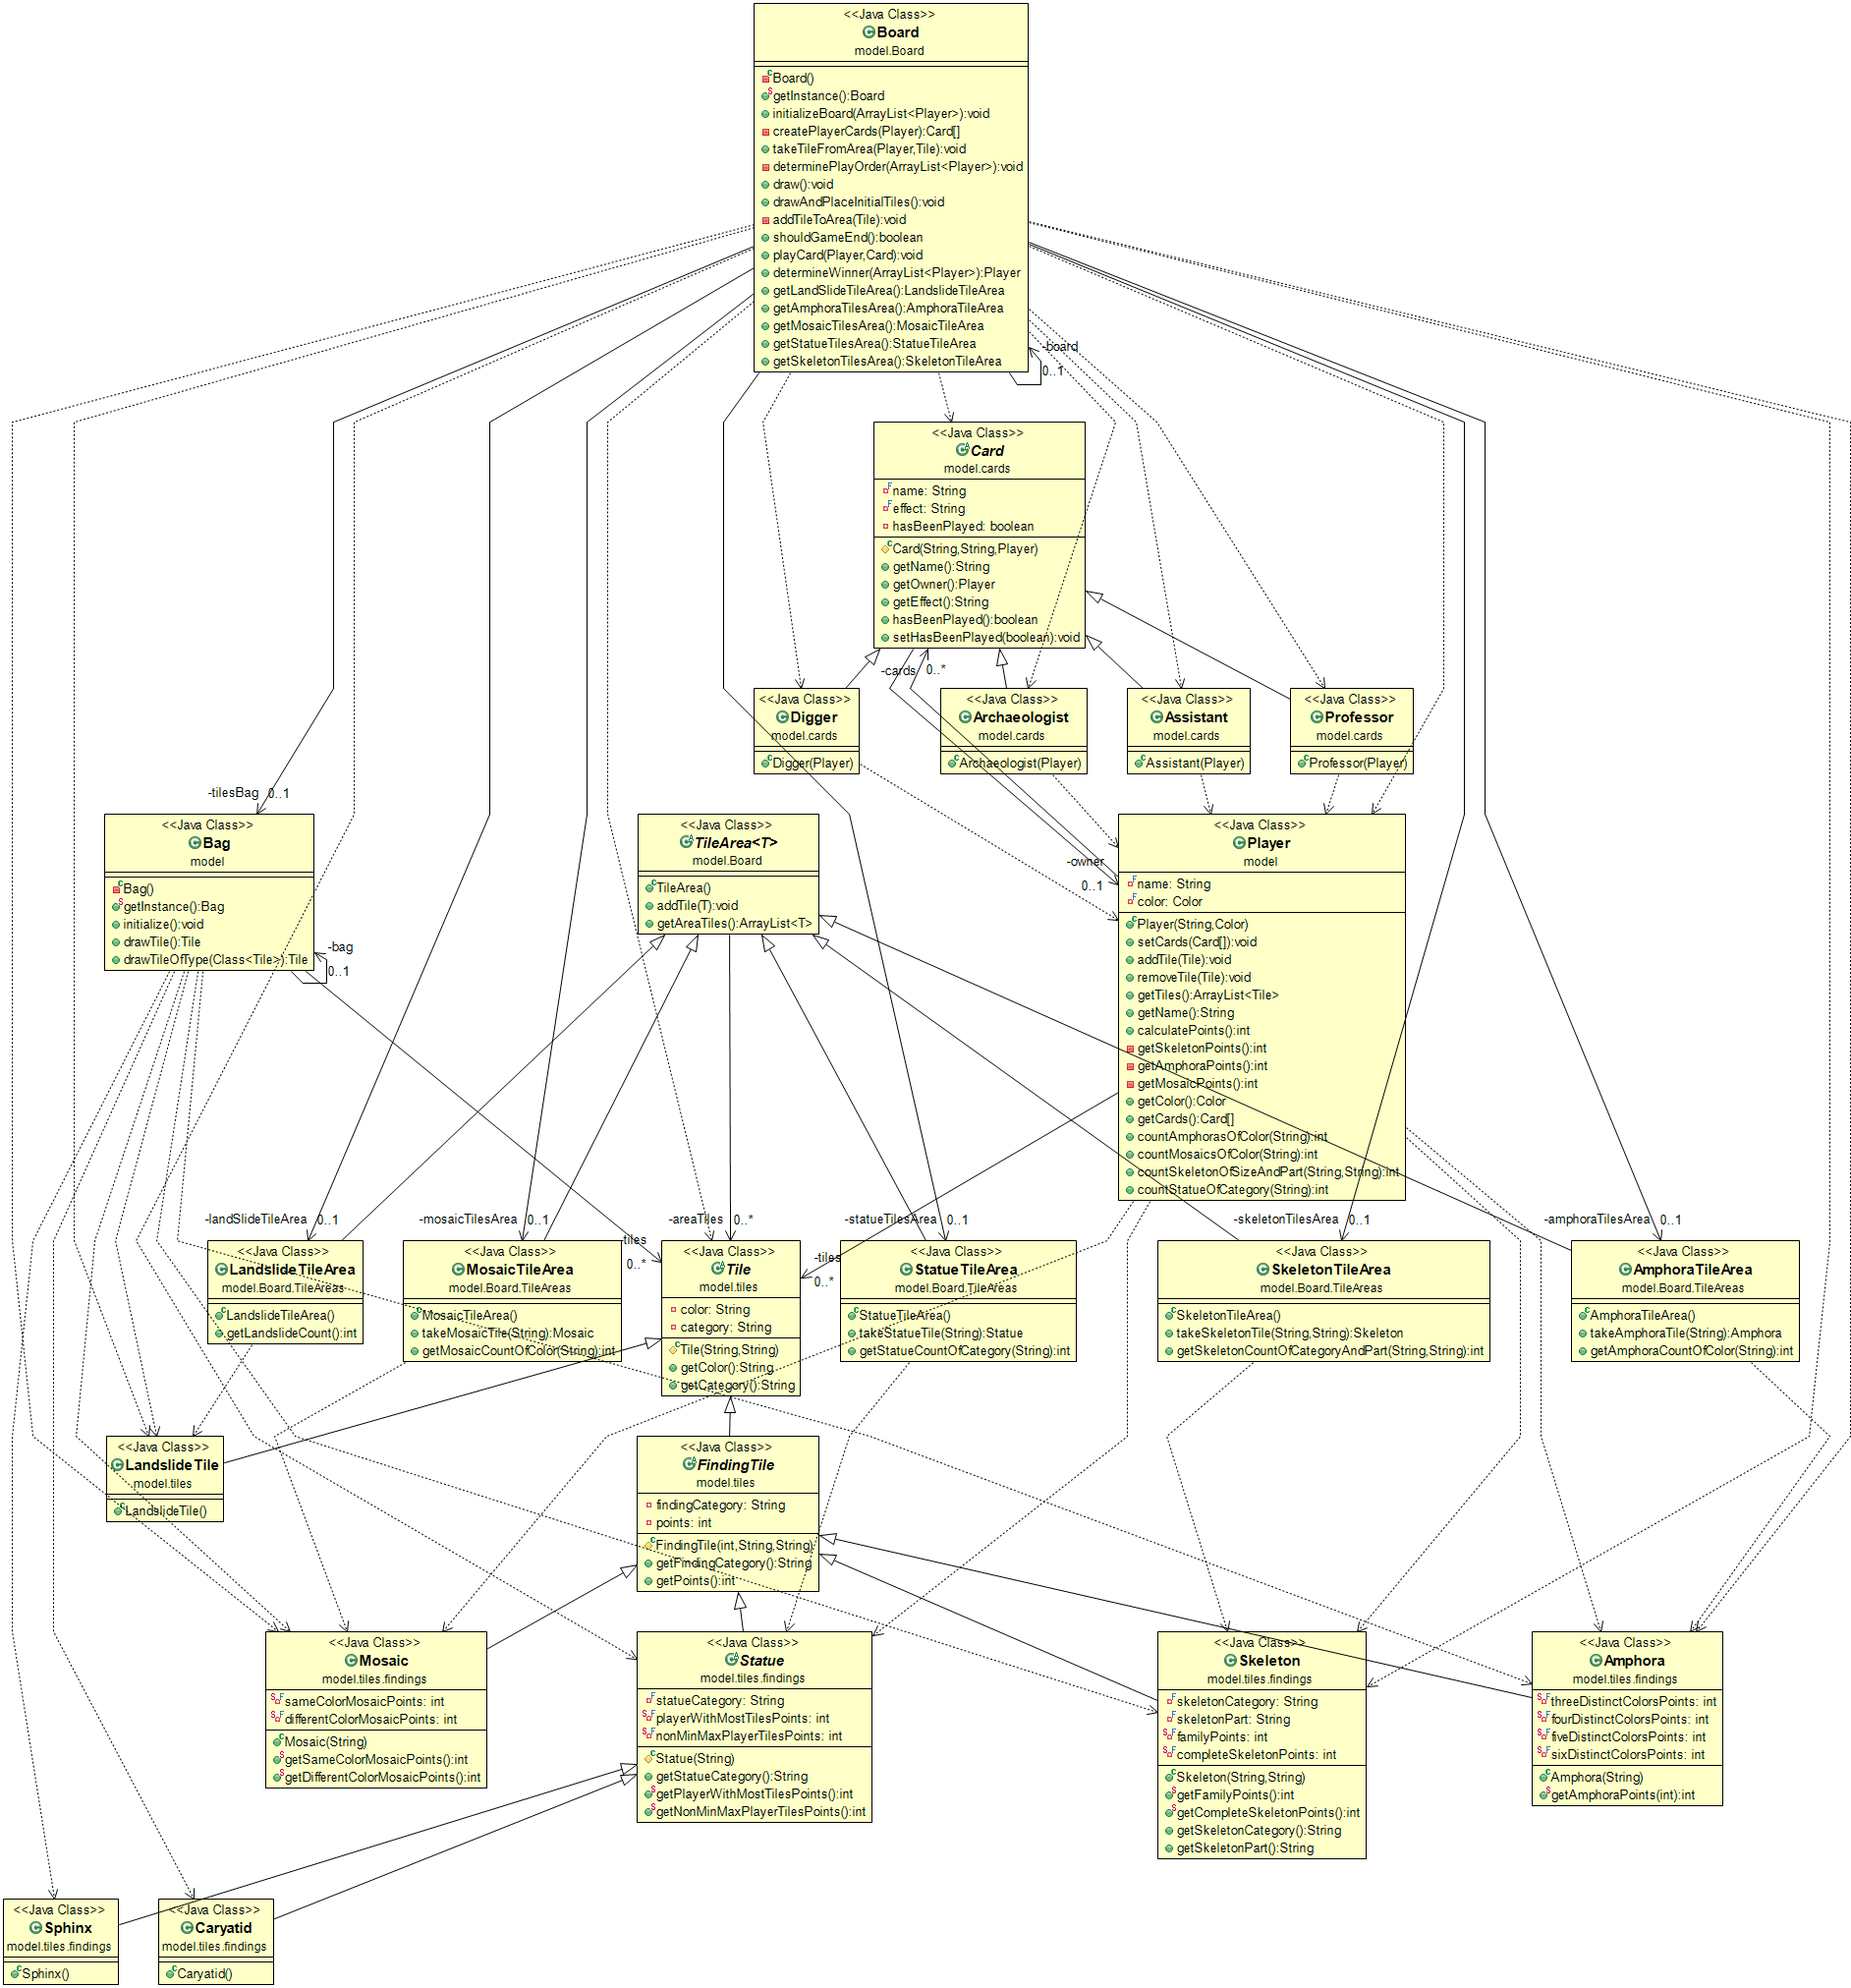 <<Java Class>>
Board
model.Board
Board()
getInstance():Board
initializeBoard(ArrayList<Player>):void
createPlayerCards(Player):Card[]
takeTileFromArea(Player,Tile):void
determinePlayOrder(ArrayList<Player>):void
draw():void
drawAndPlaceInitialTiles():void
addTileToArea(Tile):void
shouldGameEnd():boolean
playCard(Player,Card):void
determineWinner(ArrayList<Player>):Player
getLandSlideTileArea():LandslideTileArea
getAmphoraTilesArea():AmphoraTileArea
getMosaicTilesArea():MosaicTileArea
getStatueTilesArea():StatueTileArea
getSkeletonTilesArea():SkeletonTileArea
-board
0..1
<<Java Class>>
Card
model.cards
name: String
effect: String
hasBeenPlayed: boolean
Card(String,String,Player)
getName():String
getOwner():Player
getEffect():String
hasBeenPlayed():boolean
setHasBeenPlayed(boolean):void
-cards
0..*
<<Java Class>>
Digger
model.cards
Digger(Player)
<<Java Class>>
Archaeologist
model.cards
Archaeologist(Player)
<<Java Class>>
Assistant
model.cards
Assistant(Player)
<<Java Class>>
Professor
model.cards
Professor(Player)
-tilesBag
0..1
<<Java Class>>
Bag
model
Bag()
getInstance():Bag
initialize():void
drawTile():Tile
drawTileOfType(Class<Tile>):Tile
-bag
0..1
<<Java Class>>
TileArea<T>
model.Board
TileArea()
addTile(T):void
getAreaTiles():ArrayList<T>
-owner
0..1
<<Java Class>>
Player
model
name: String
color: Color
Player(String,Color)
setCards(Card[]):void
addTile(Tile):void
removeTile(Tile):void
getTiles():ArrayList<Tile>
getName():String
calculatePoints():int
getSkeletonPoints():int
getAmphoraPoints():int
getMosaicPoints():int
getColor():Color
getCards():Card[]
countAmphorasOfColor(String):int
countMosaicsOfColor(String):int
countSkeletonOfSizeAndPart(String,String):int
countStatueOfCategory(String):int
-landSlideTileArea
0..1
-mosaicTilesArea
0..1
-tiles
0..*
-areaTiles
0..*
-tiles
0..*
-statueTilesArea
0..1
-skeletonTilesArea
0..1
-amphoraTilesArea
0..1
<<Java Class>>
LandslideTileArea
model.Board.TileAreas
LandslideTileArea()
getLandslideCount():int
<<Java Class>>
MosaicTileArea
model.Board.TileAreas
MosaicTileArea()
takeMosaicTile(String):Mosaic
getMosaicCountOfColor(String):int
<<Java Class>>
Tile
model.tiles
color: String
category: String
Tile(String,String)
getColor():String
getCategory():String
<<Java Class>>
StatueTileArea
model.Board.TileAreas
StatueTileArea()
takeStatueTile(String):Statue
getStatueCountOfCategory(String):int
<<Java Class>>
SkeletonTileArea
model.Board.TileAreas
SkeletonTileArea()
takeSkeletonTile(String,String):Skeleton
getSkeletonCountOfCategoryAndPart(String,String):int
<<Java Class>>
AmphoraTileArea
model.Board.TileAreas
AmphoraTileArea()
takeAmphoraTile(String):Amphora
getAmphoraCountOfColor(String):int
<<Java Class>>
LandslideTile
model.tiles
LandslideTile()
<<Java Class>>
FindingTile
model.tiles
findingCategory: String
points: int
FindingTile(int,String,String)
getFindingCategory():String
getPoints():int
<<Java Class>>
Mosaic
model.tiles.findings
sameColorMosaicPoints: int
differentColorMosaicPoints: int
Mosaic(String)
getSameColorMosaicPoints():int
getDifferentColorMosaicPoints():int
<<Java Class>>
Statue
model.tiles.findings
statueCategory: String
playerWithMostTilesPoints: int
nonMinMaxPlayerTilesPoints: int
Statue(String)
getStatueCategory():String
getPlayerWithMostTilesPoints():int
getNonMinMaxPlayerTilesPoints():int
<<Java Class>>
Skeleton
model.tiles.findings
skeletonCategory: String
skeletonPart: String
familyPoints: int
completeSkeletonPoints: int
Skeleton(String,String)
getFamilyPoints():int
getCompleteSkeletonPoints():int
getSkeletonCategory():String
getSkeletonPart():String
<<Java Class>>
Amphora
model.tiles.findings
threeDistinctColorsPoints: int
fourDistinctColorsPoints: int
fiveDistinctColorsPoints: int
sixDistinctColorsPoints: int
Amphora(String)
getAmphoraPoints(int):int
<<Java Class>>
Sphinx
model.tiles.findings
Sphinx()
<<Java Class>>
Caryatid
model.tiles.findings
Caryatid()